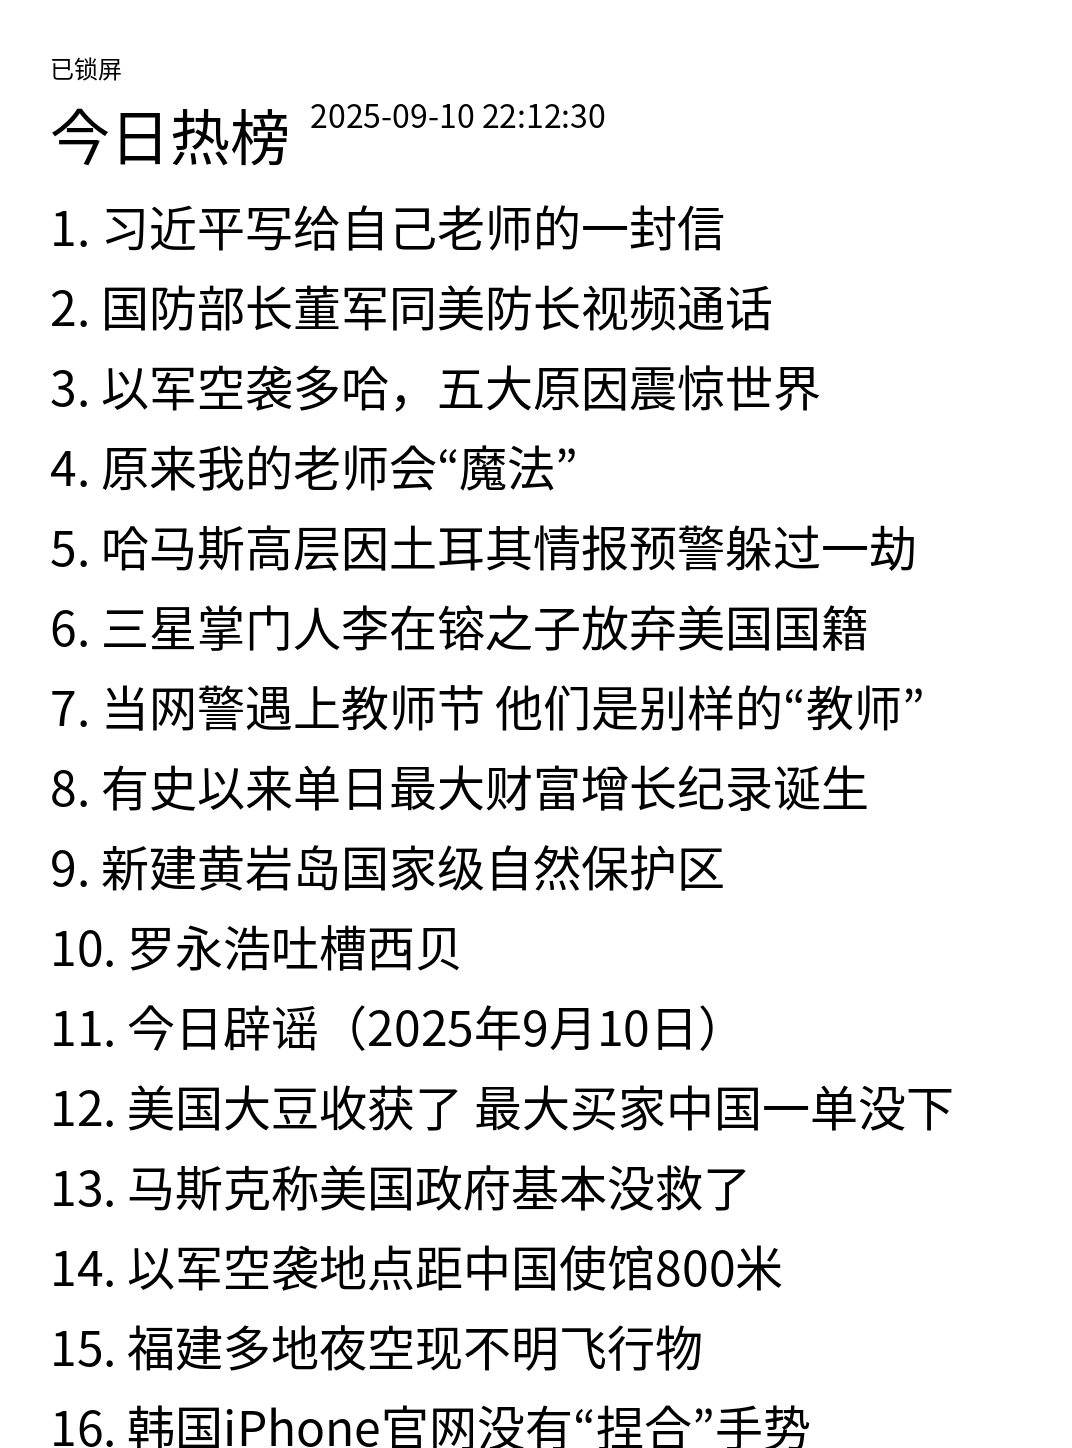 已锁屏
今日热榜 2025-09-10 22:12:30
1. 习近平写给自己老师的一封信
2. 国防部长董军同美防长视频通话
3. 以军空袭多哈，五大原因震惊世界
4. 原来我的老师会“魔法”
5. 哈马斯高层因土耳其情报预警躲过一劫
6. 三星掌门人李在镕之子放弃美国国籍
7. 当网警遇上教师节 他们是别样的“教师”
8. 有史以来单日最大财富增长纪录诞生
9. 新建黄岩岛国家级自然保护区
10. 罗永浩吐槽西贝
11. 今日辟谣（2025年9月10日）
12. 美国大豆收获了 最大买家中国一单没下
13. 马斯克称美国政府基本没救了
14. 以军空袭地点距中国使馆800米
15. 福建多地夜空现不明飞行物
16. 韩国iPhone官网没有“捏合”手势